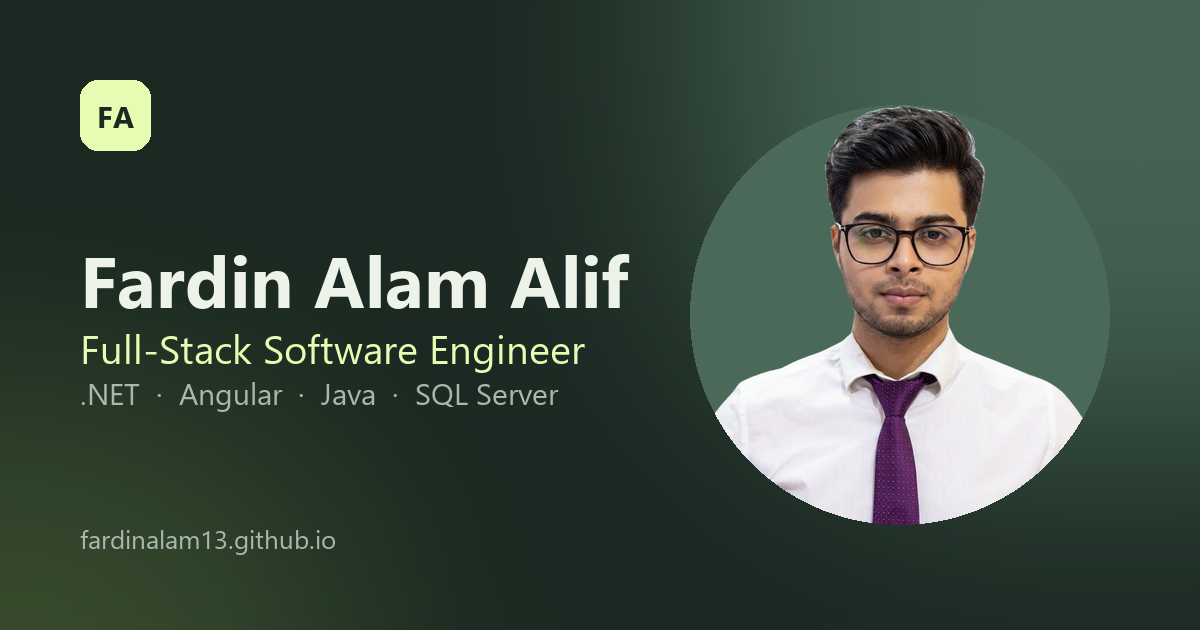 FA
Fardin Alam Alif
Full-Stack Software Engineer
.NET · Angular · Java · SQL Server
fardinalam13.github.io